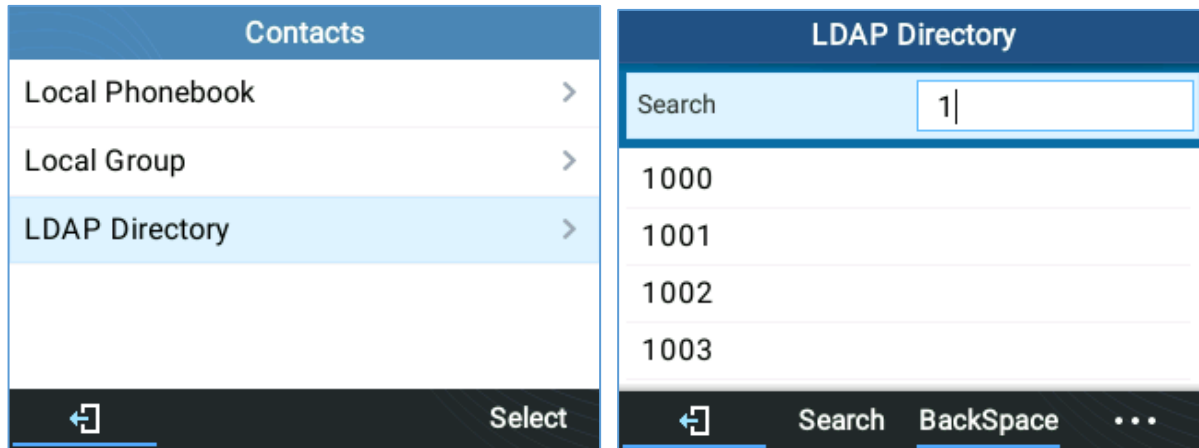 Contacts
Local Phonebook
Local Group
LDAP Directory
Select
LDAP Directory
Search 1
1000
1001
1002
1003
Search BackSpace ...